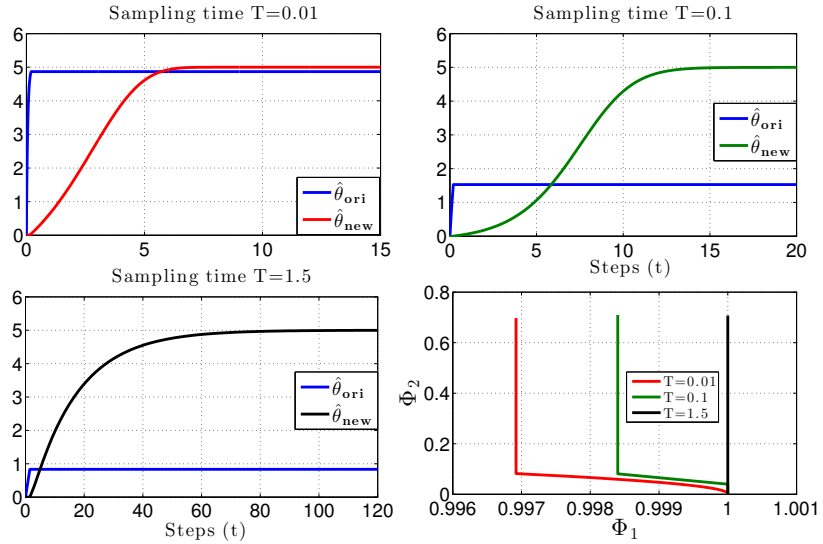 Sampling time T=0.01
6
5
4
3
2
1
0
0 5 10 15
θ̂ori
θ̂new
Sampling time T=0.1
6
5
4
3
2
1
0
0 5 10 15 20
Steps (t)
θ̂ori
θ̂new
Sampling time T=1.5
6
5
4
3
2
1
0
0 20 40 60 80 100 120
Steps (t)
θ̂ori
θ̂new
0.8
0.6
0.4
0.2
0
Φ2
0.996 0.997 0.998 0.999 1 1.001
Φ1
T=0.01
T=0.1
T=1.5